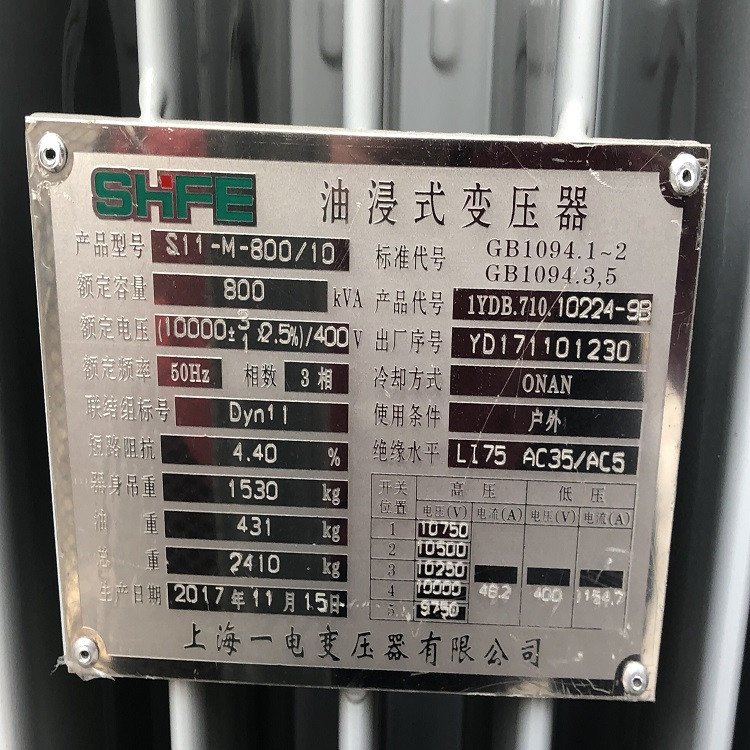 SHFE 油浸式变压器
产品型号 S11-M-800/10 标准代号 GB1094.1~2
GB1094.3,5
额定容量 800 kVA 产品代号 1YDB.710.10224-9B
额定电压 (10000±3/1×2.5%)/400 V 出厂序号 YD171101230
额定频率 50Hz 相数 3相 冷却方式 ONAN
联结组标号 Dyn11 使用条件 户外
短路阻抗 4.40 % 绝缘水平 LI75 AC35/AC5
器身吊重 1530 kg
油重 431 kg
总重 2410 kg
生产日期 2017年11月15日
开关位置 高压 低压
电压(V) 电流(A) 电压(V) 电流(A)
1 10750
2 10500
3 10250
4 10000 46.2 400 1154.7
5 9750
上海一电变压器有限公司